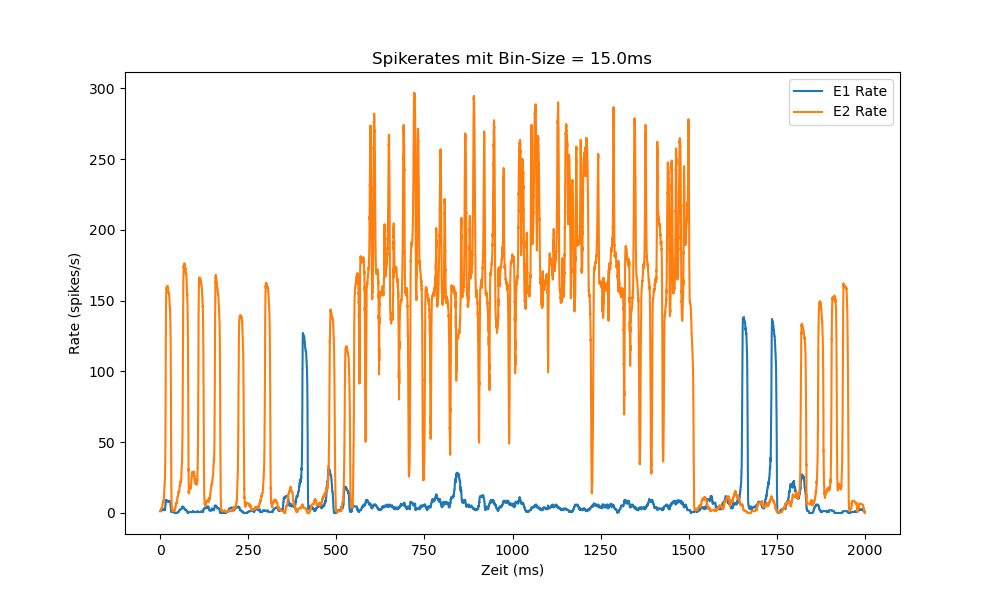 Spikerates mit Bin-Size = 15.0ms
E1 Rate
E2 Rate
300
250
200
150
100
50
0
Rate (spikes/s)
0 250 500 750 1000 1250 1500 1750 2000
Zeit (ms)